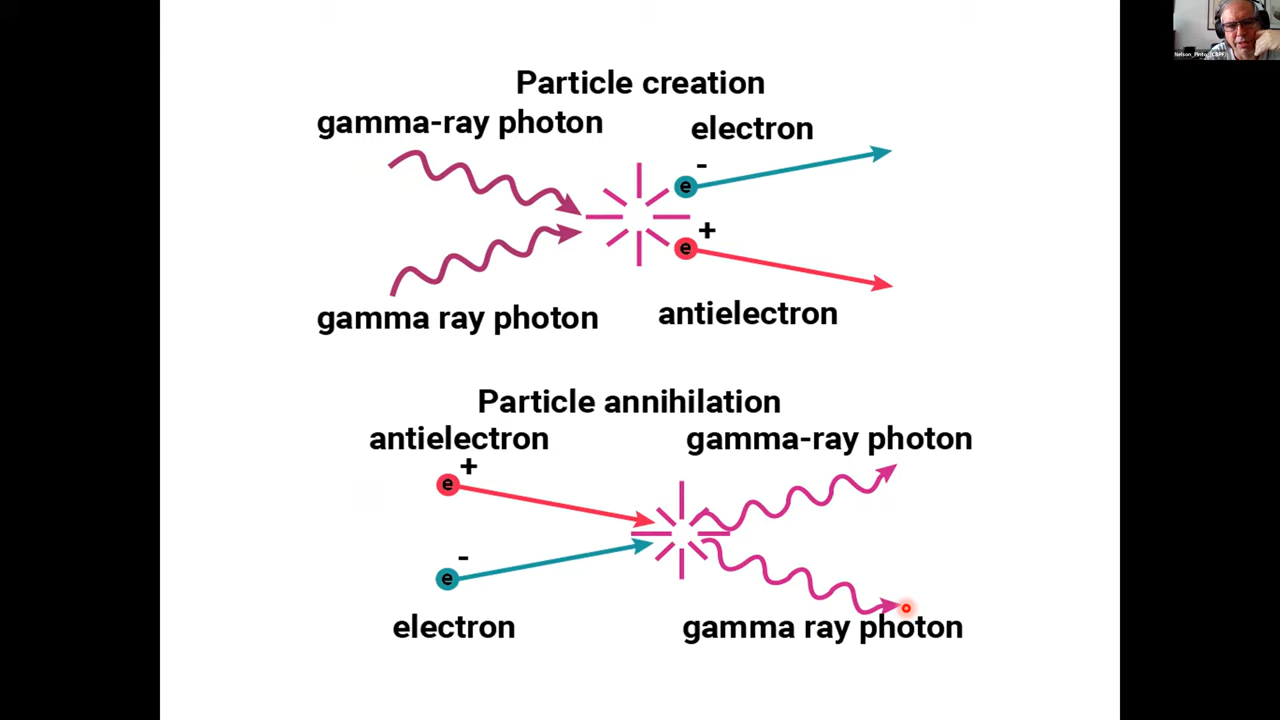 Particle creation
gamma-ray photon
electron
-
e
+
e
gamma ray photon
antielectron
Particle annihilation
antielectron
gamma-ray photon
+
e
-
e
electron
gamma ray photon